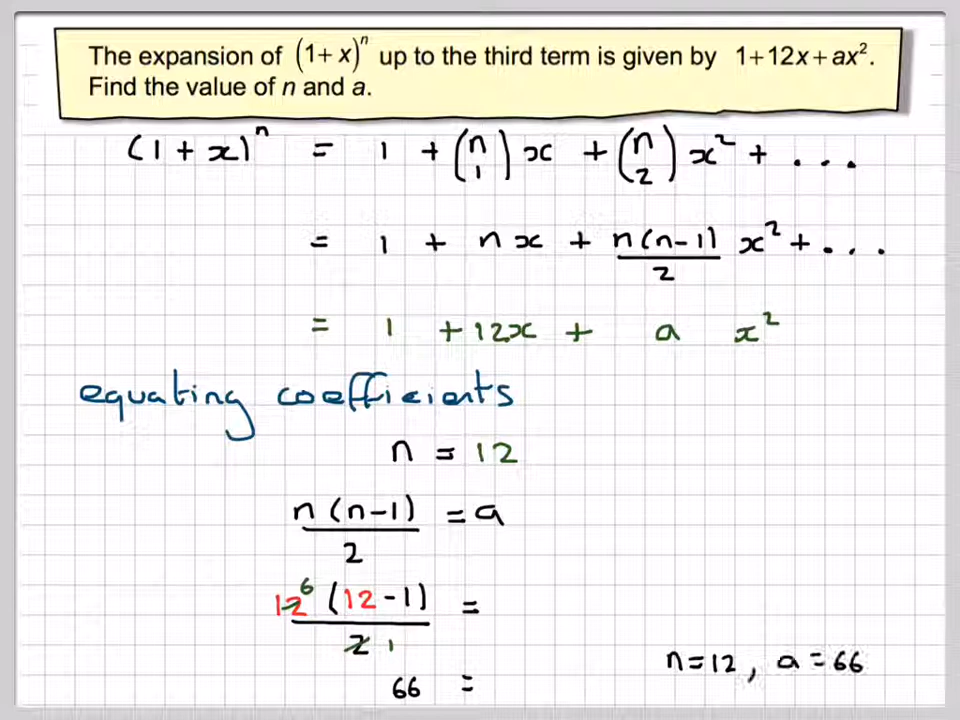 The expansion of (1+x)ⁿ up to the third term is given by 1+12x+ax².
Find the value of n and a.
(1 + x)ⁿ = 1 + (n 1) x + (n 2) x² + ...
= 1 + nx + n(n-1)/2 x² + ...
= 1 + 12x + a x²
equating coefficients
n = 12
n(n-1)/2 = a
12 6 (12-1)/2 1 =
66 =
n=12, a=66